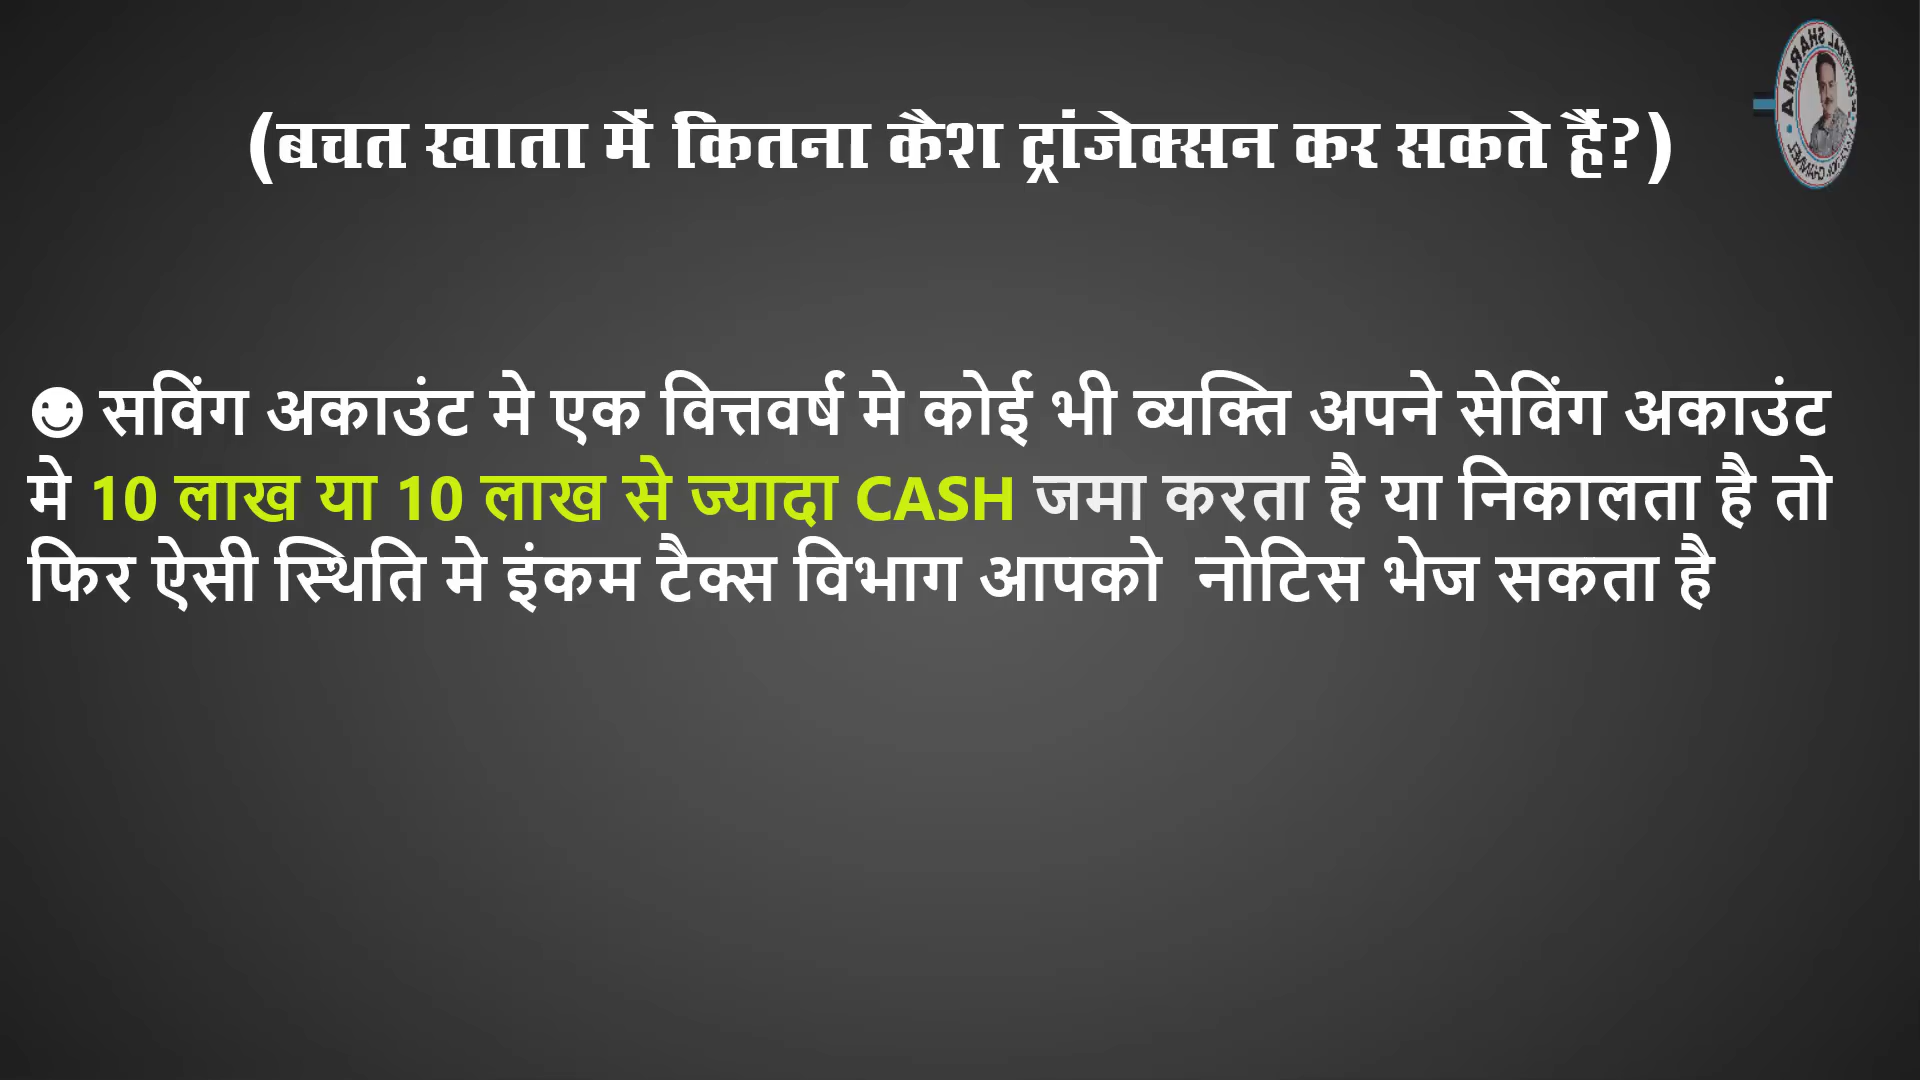 (बचत खाता में कितना कैश ट्रांजेक्सन कर सकते हैं?)
SHARMA
☻ सविंग अकाउंट मे एक वित्तवर्ष मे कोई भी व्यक्ति अपने सेविंग अकाउंट
मे 10 लाख या 10 लाख से ज्यादा CASH जमा करता है या निकालता है तो
फिर ऐसी स्थिति मे इंकम टैक्स विभाग आपको नोटिस भेज सकता है